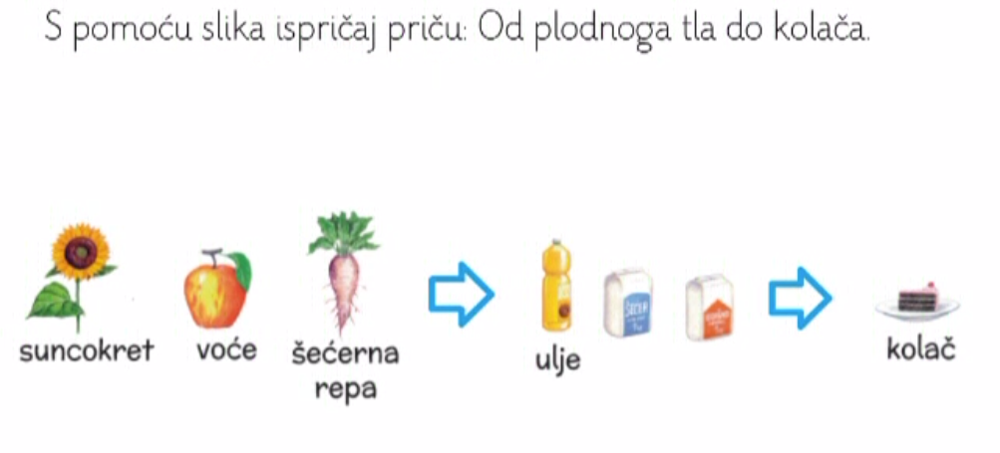 S pomoću slika ispričaj priču: Od plodnoga tla do kolača.
suncokret
voće
šećerna
repa
ulje
kolač